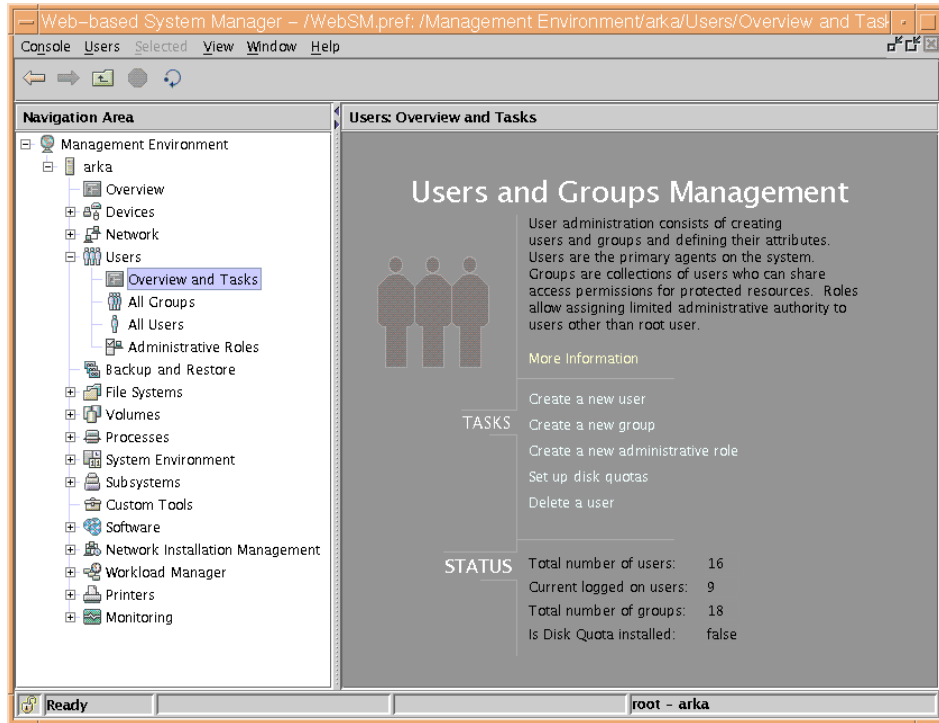 Web-based System Manager - /WebSM.pref: /Management Environment/arka/Users/Overview and Task
Console Users Selected View Window Help
Navigation Area
Users: Overview and Tasks
Management Environment
arka
Overview
Devices
Network
Users
Overview and Tasks
All Groups
All Users
Administrative Roles
Backup and Restore
File Systems
Volumes
Processes
System Environment
Subsystems
Custom Tools
Software
Network Installation Management
Workload Manager
Printers
Monitoring
Users and Groups Management
User administration consists of creating
users and groups and defining their attributes.
Users are the primary agents on the system.
Groups are collections of users who can share
access permissions for protected resources. Roles
allow assigning limited administrative authority to
users other than root user.
More Information
TASKS
Create a new user
Create a new group
Create a new administrative role
Set up disk quotas
Delete a user
STATUS
Total number of users: 16
Current logged on users: 9
Total number of groups: 18
Is Disk Quota installed: false
Ready
root - arka